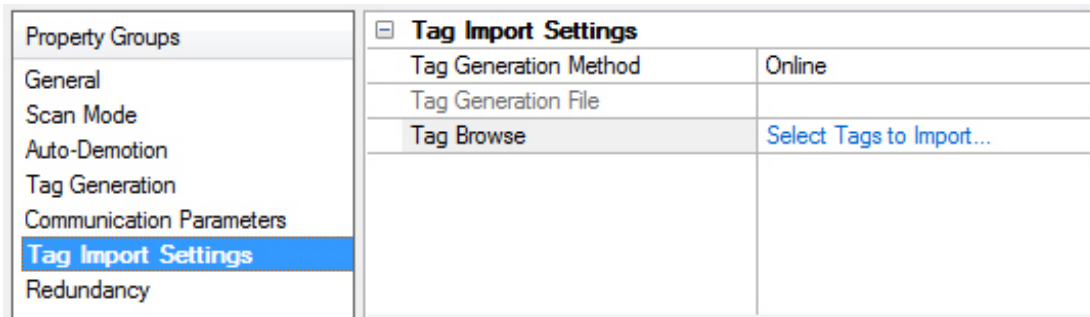 Property Groups
General
Scan Mode
Auto-Demotion
Tag Generation
Communication Parameters
Tag Import Settings
Redundancy
Tag Import Settings
Tag Generation Method Online
Tag Generation File
Tag Browse Select Tags to Import...